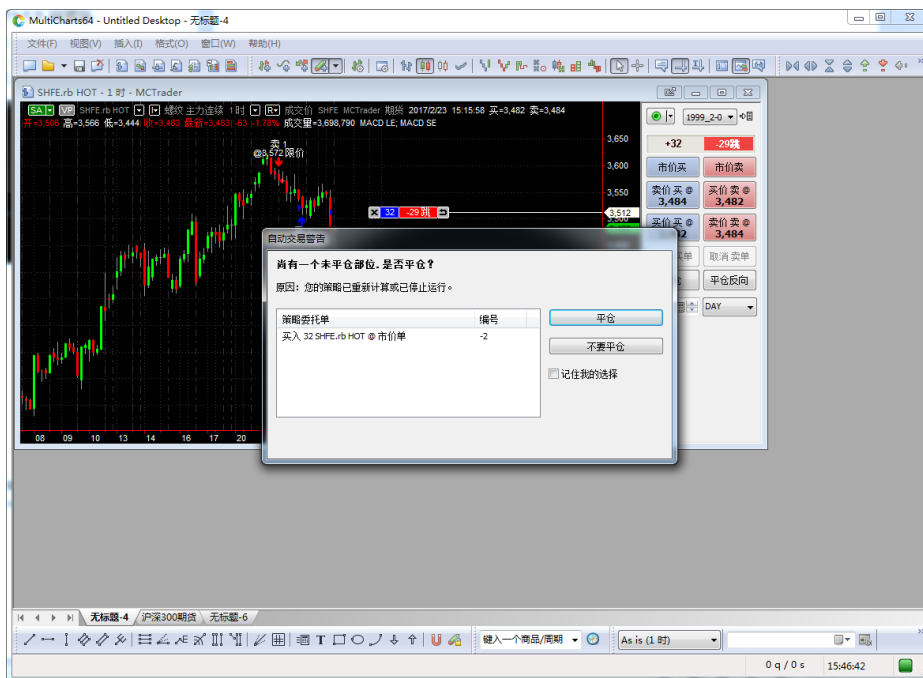 MultiCharts64 - Untitled Desktop - 无标题-4
文件(F) 视图(V) 插入(I) 格式(O) 窗口(W) 帮助(H)
SHFE.rb HOT - 1 时 - MCTrader
SA VP SHFE.rb HOT 螺纹 主力连续 1时 R 成交价 SHFE MCTrader 期货 2017/2/23 15:15:58 买=3,482 卖=3,484
开=3,508 高=3,566 低=3,444 收=3,483 最新=3,483 -63 -1.78% 成交量=3,698,790 MACD LE; MACD SE
1999_2-0
3,650
+32 -29跳
卖 1
@3,572 限价
3,600
市价买 市价卖
3,550
卖价 买 @ 3,484
买价 卖 @ 3,482
32 -29 跳
3,512
3,500
买价 买 @
卖价 卖 @ 3,484
取消 卖单
平仓反向
DAY
自动交易警告
尚有一个未平仓部位.是否平仓?
原因: 您的策略已重新计算或已停止运行。
策略委托单 编号
买入 32 SHFE.rb HOT @ 市价单 -2
平仓
不要平仓
记住我的选择
08 09 10 13 14 16 17 20
无标题-4 沪深300期货 无标题-6
键入一个商品/周期 As is (1 时)
0 q / 0 s 15:46:42